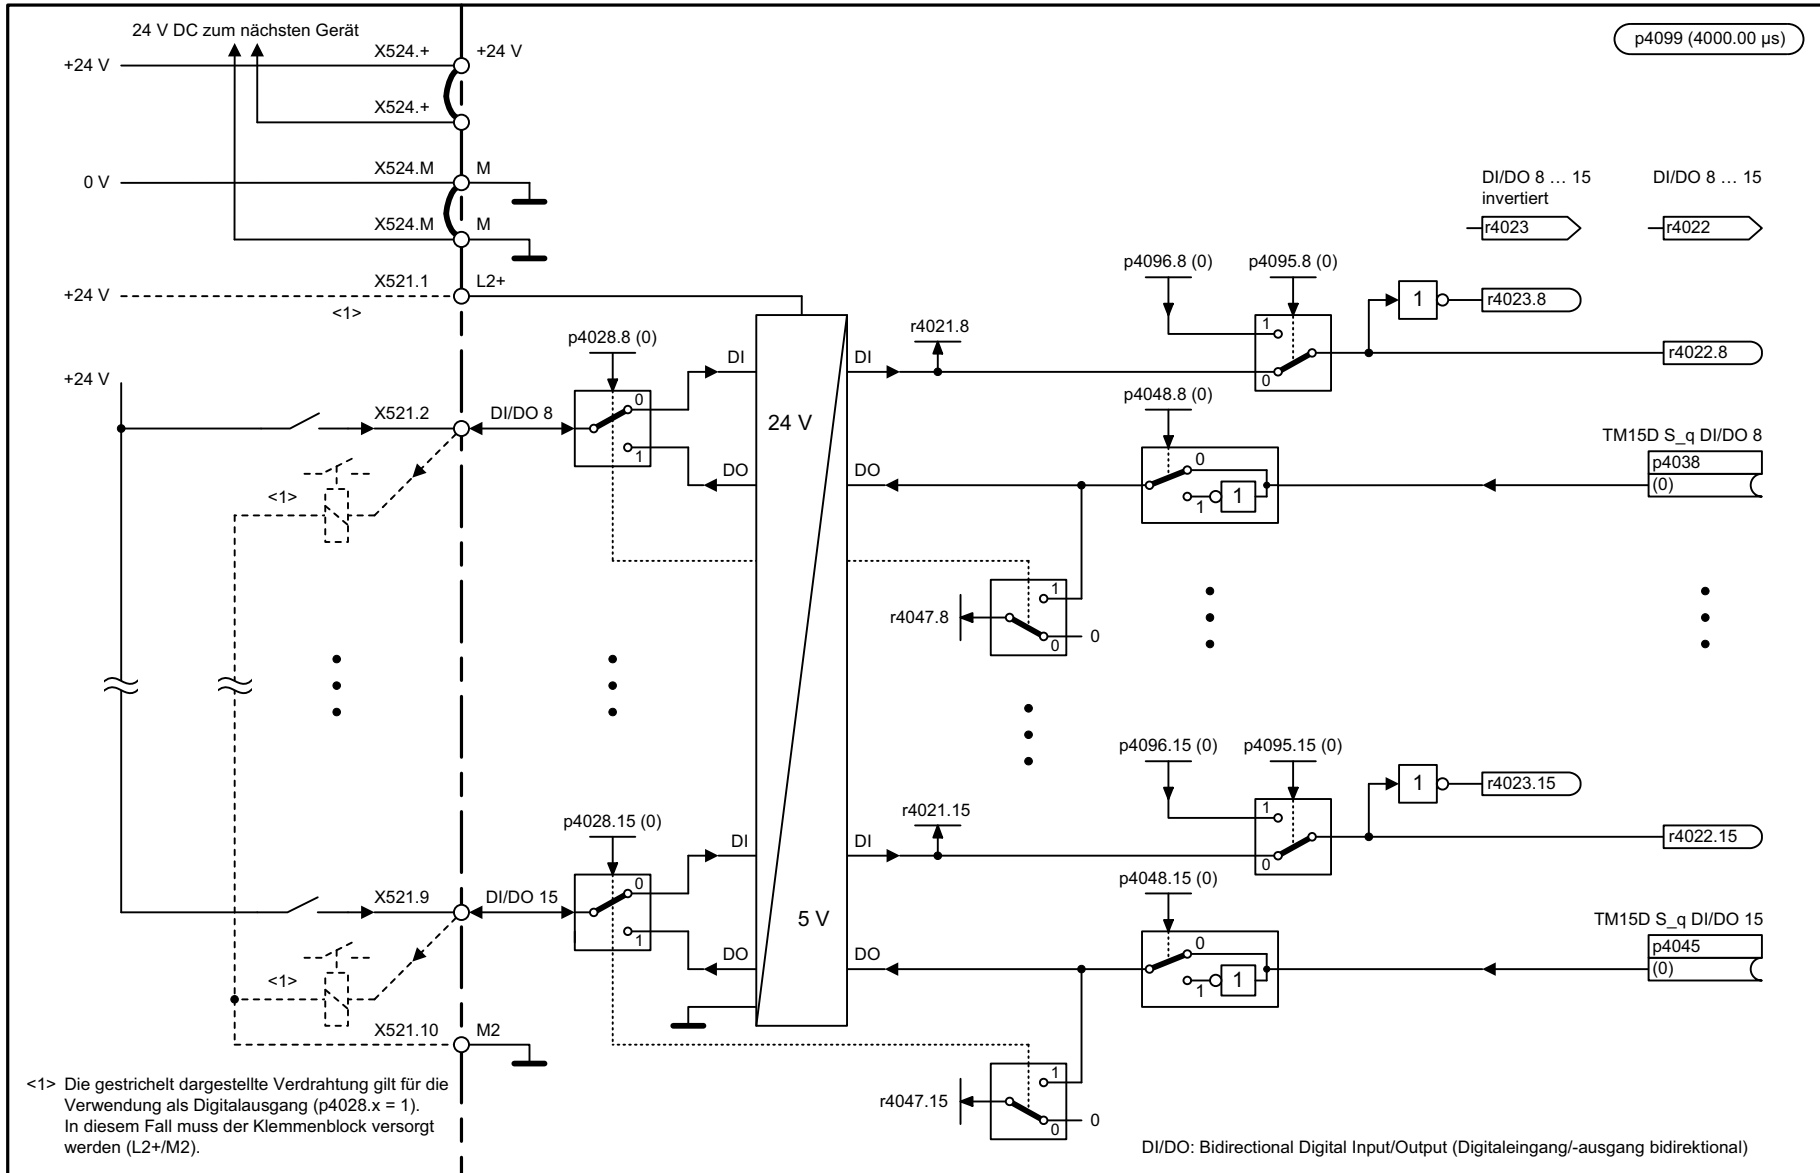 24 V DC zum nächsten Gerät
p4099 (4000.00 µs)
+24 V
X524.+
+24 V
X524.+
0 V
X524.M
M
X524.M
M
DI/DO 8 … 15
invertiert
DI/DO 8 … 15
r4023
r4022
+24 V
<1>
X521.1
L2+
p4096.8 (0)
p4095.8 (0)
1
0
1
r4023.8
r4022.8
r4021.8
p4028.8 (0)
DI
DI
+24 V
X521.2
DI/DO 8
0
1
DO
24 V
DO
p4048.8 (0)
0
1
1
TM15D S_q DI/DO 8
p4038
(0)
<1>
r4047.8
1
0
0
p4096.15 (0)
p4095.15 (0)
1
0
1
r4023.15
r4022.15
r4021.15
p4028.15 (0)
DI
DI
X521.9
DI/DO 15
0
1
DO
5 V
DO
p4048.15 (0)
0
1
1
TM15D S_q DI/DO 15
p4045
(0)
<1>
X521.10
M2
r4047.15
1
0
0
<1> Die gestrichelt dargestellte Verdrahtung gilt für die
Verwendung als Digitalausgang (p4028.x = 1).
In diesem Fall muss der Klemmenblock versorgt
werden (L2+/M2).
DI/DO: Bidirectional Digital Input/Output (Digitaleingang/-ausgang bidirektional)